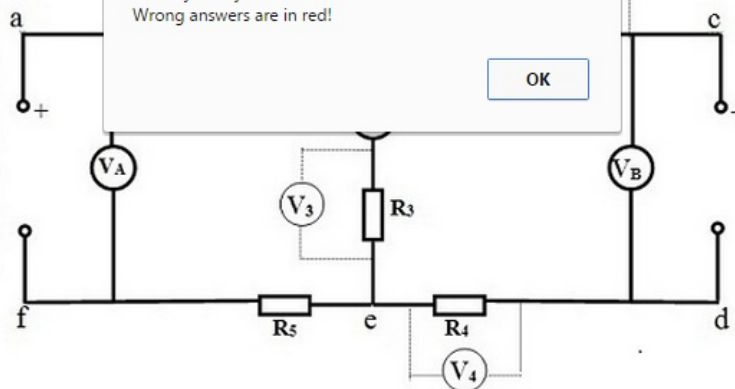 Wrong answers are in red!
OK
a
c
+
-
VA
VB
V3
R3
f
R5
e
R4
d
V4